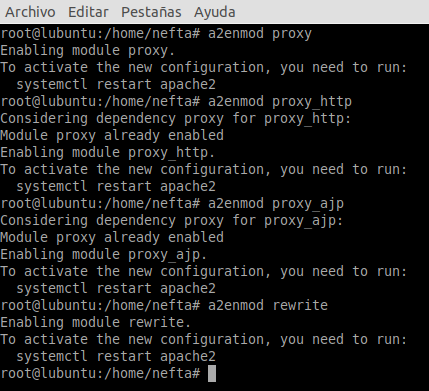 Archivo Editar Pestañas Ayuda
root@lubuntu:/home/nefta# a2enmod proxy
Enabling module proxy.
To activate the new configuration, you need to run:
  systemctl restart apache2
root@lubuntu:/home/nefta# a2enmod proxy_http
Considering dependency proxy for proxy_http:
Module proxy already enabled
Enabling module proxy_http.
To activate the new configuration, you need to run:
  systemctl restart apache2
root@lubuntu:/home/nefta# a2enmod proxy_ajp
Considering dependency proxy for proxy_ajp:
Module proxy already enabled
Enabling module proxy_ajp.
To activate the new configuration, you need to run:
  systemctl restart apache2
root@lubuntu:/home/nefta# a2enmod rewrite
Enabling module rewrite.
To activate the new configuration, you need to run:
  systemctl restart apache2
root@lubuntu:/home/nefta#